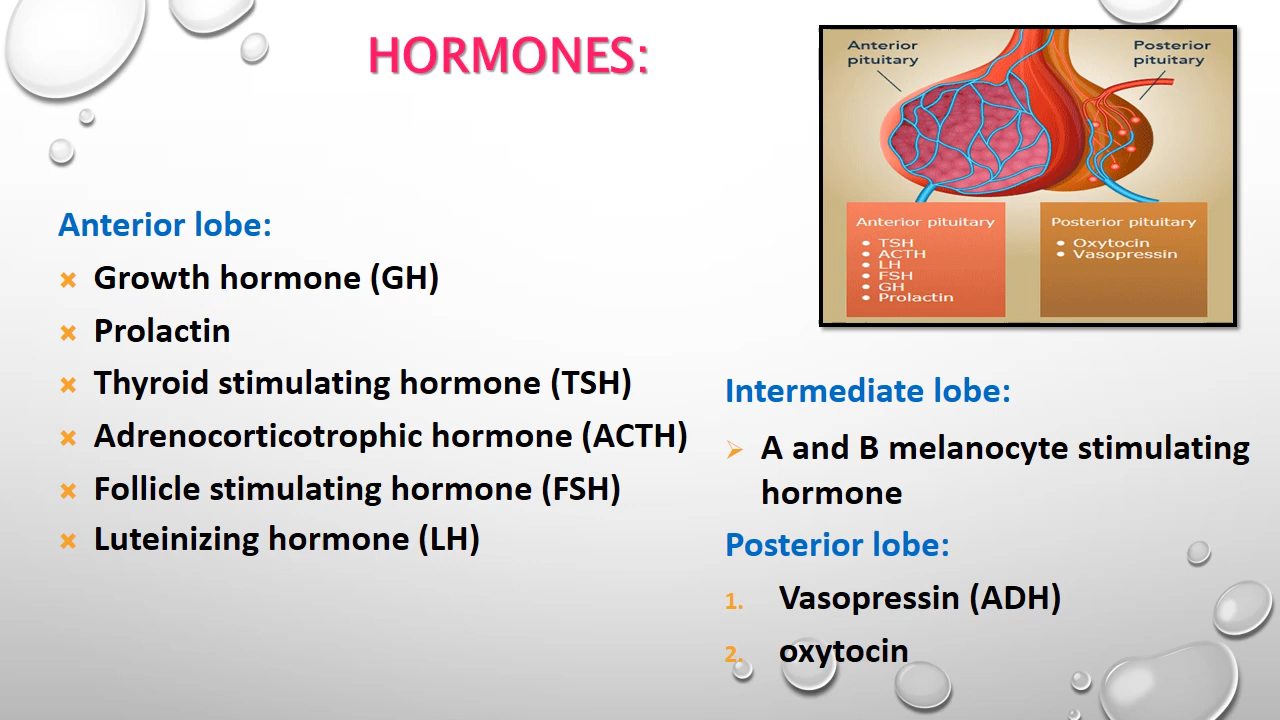 HORMONES:
Anterior lobe:
Growth hormone (GH)
Prolactin
Thyroid stimulating hormone (TSH)
Adrenocorticotrophic hormone (ACTH)
Follicle stimulating hormone (FSH)
Luteinizing hormone (LH)
Anterior
pituitary
Posterior
pituitary
Anterior pituitary
• TSH
• ACTH
• LH
• FSH
• GH
• Prolactin
Posterior pituitary
• Oxytocin
• Vasopressin
Intermediate lobe:
A and B melanocyte stimulating
hormone
Posterior lobe:
1. Vasopressin (ADH)
2. oxytocin